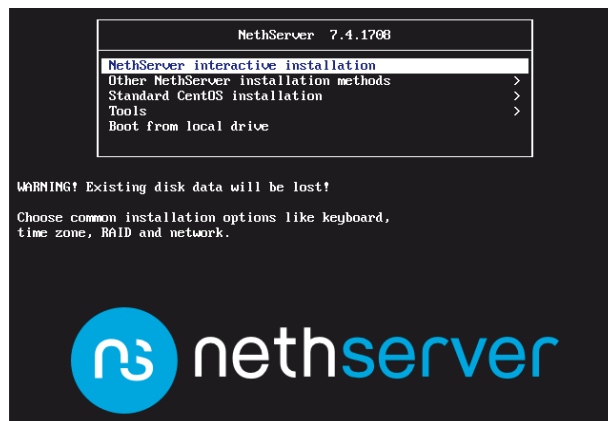 NethServer 7.4.1708
NethServer interactive installation
Other NethServer installation methods >
Standard CentOS installation >
Tools >
Boot from local drive
WARNING! Existing disk data will be lost!
Choose common installation options like keyboard,
time zone, RAID and network.
ns nethserver